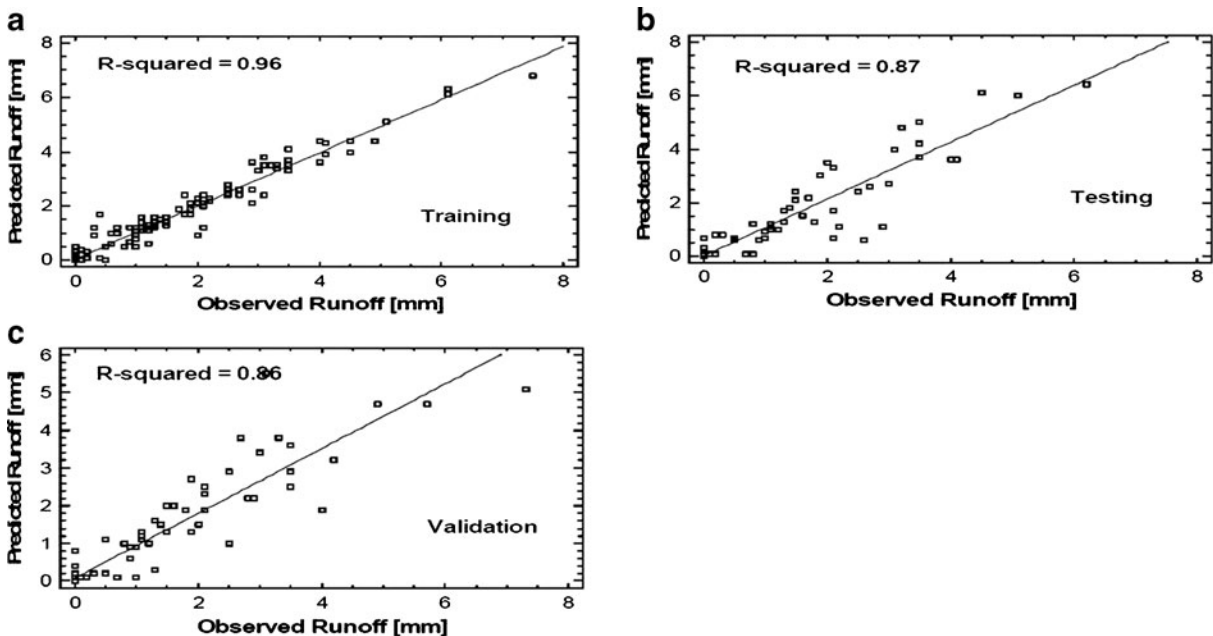 a
8
6
4
2
0
Predicted Runoff [mm]
R-squared = 0.96
Training
0 2 4 6 8
Observed Runoff [mm]
b
8
6
4
2
0
Predicted Runoff [mm]
R-squared = 0.87
Testing
0 2 4 6 8
Observed Runoff [mm]
c
6
5
4
3
2
1
0
Predicted Runoff [mm]
R-squared = 0.86
Validation
0 2 4 6 8
Observed Runoff [mm]